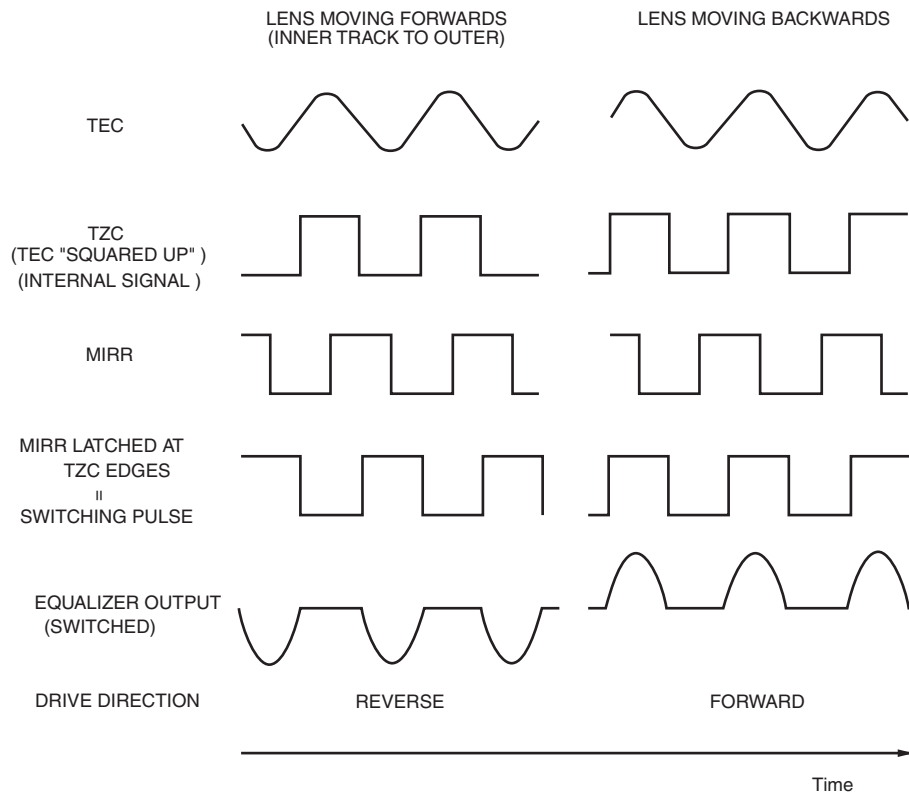 LENS MOVING FORWARDS
(INNER TRACK TO OUTER)
LENS MOVING BACKWARDS
TEC
TZC
(TEC "SQUARED UP" )
(INTERNAL SIGNAL )
MIRR
MIRR LATCHED AT
TZC EDGES
=
SWITCHING PULSE
EQUALIZER OUTPUT
(SWITCHED)
DRIVE DIRECTION
REVERSE
FORWARD
Time